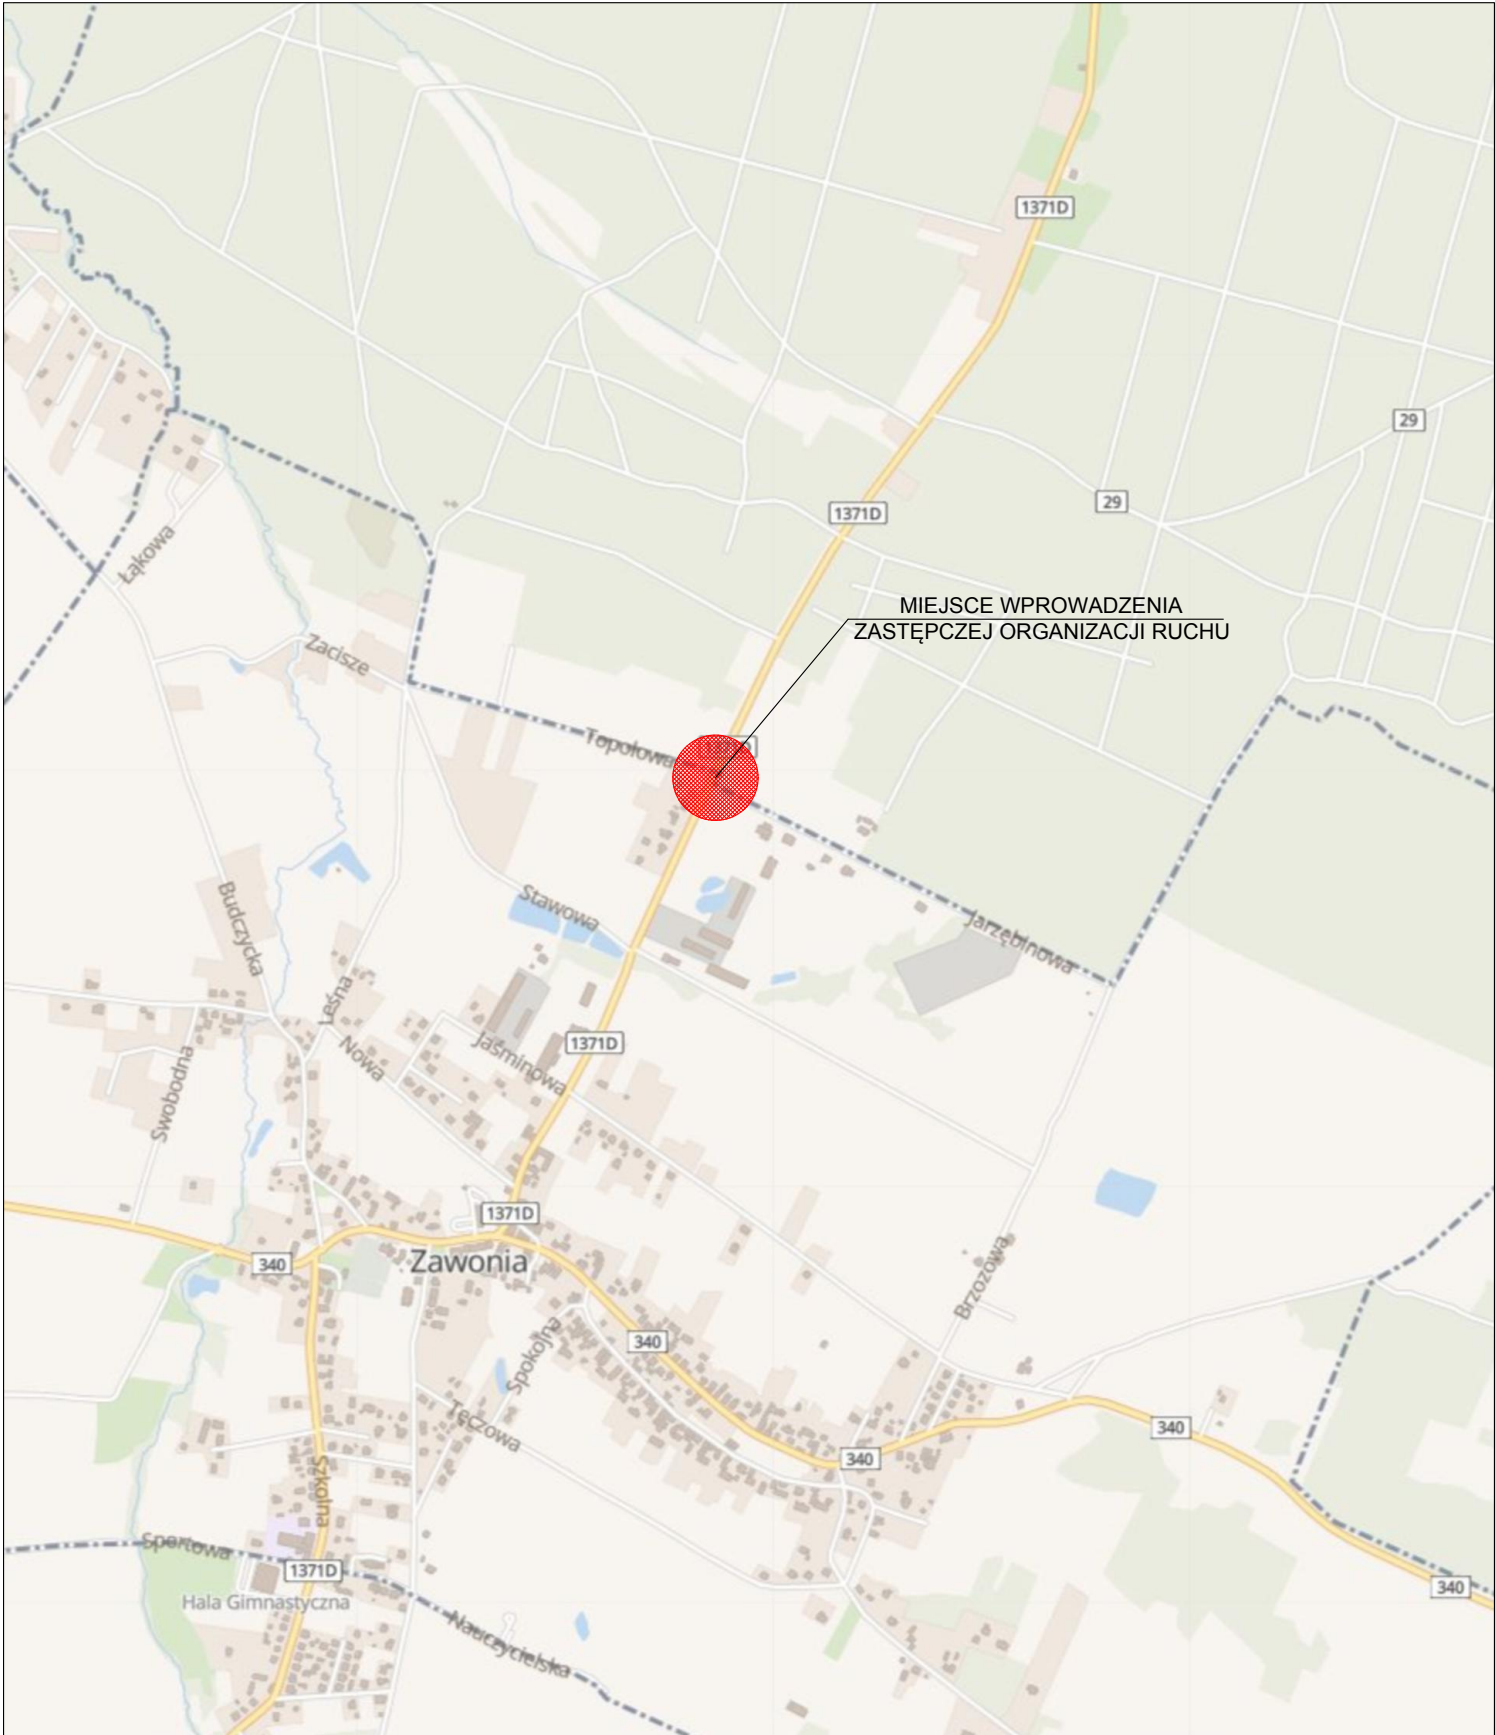 1371D
29
29
1371D
Łąkowa
MIEJSCE WPROWADZENIA
ZASTĘPCZEJ ORGANIZACJI RUCHU
Zacisze
Topolowa
1371D
Budczycka
Stawowa
Jarzębinowa
Leśna
Nowa
Jaśminowa
1371D
Swobodna
1371D
Zawonia
340
Brzozowa
340
Spokojna
Tęczowa
340
340
Szkolna
Sportowa
1371D
340
Hala Gimnastyczna
Nauczycielska